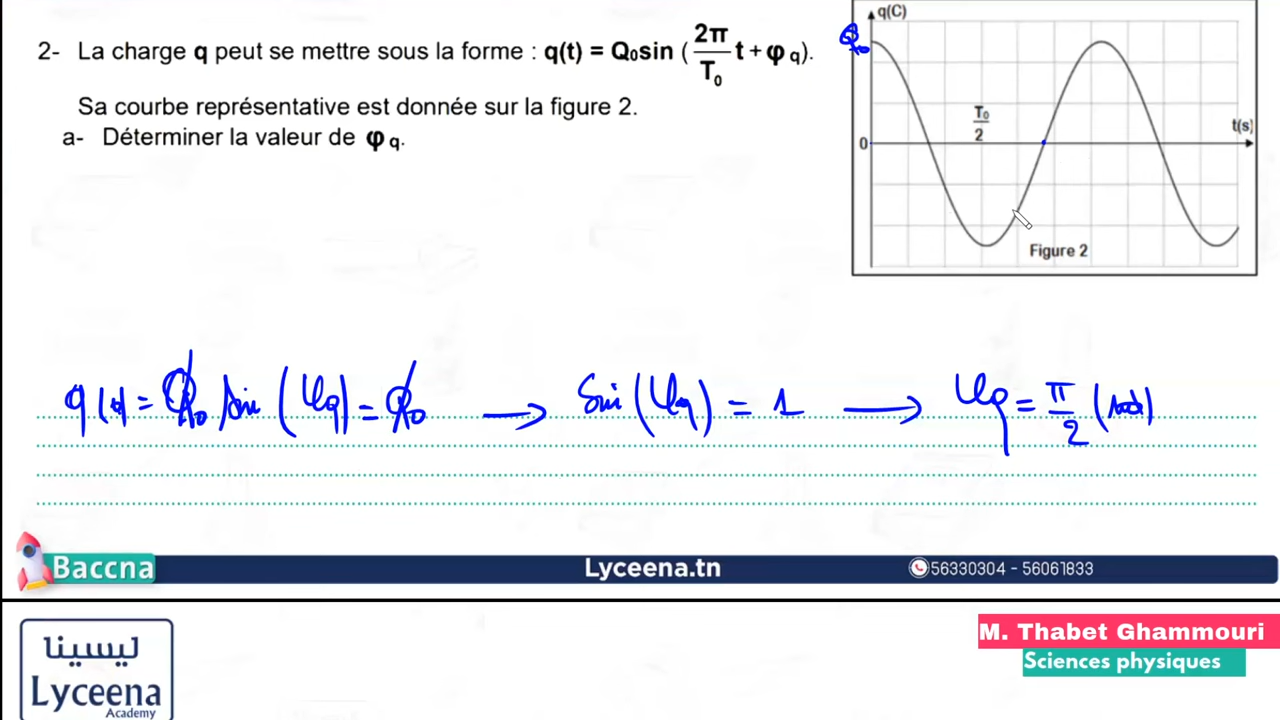 2- La charge q peut se mettre sous la forme : q(t) = Q₀sin ( 2π/T₀ t + φ q).
Sa courbe représentative est donnée sur la figure 2.
a- Déterminer la valeur de φ q.
q(C)
Q₀
T₀/2
t(s)
0
Figure 2
q(0) = Q₀ sin (φq) = Q₀ → sin (φq) = 1 → φq = π/2 (rad)
Baccna
Lyceena.tn
56330304 - 56061833
ليسينا
Lyceena
Academy
M. Thabet Ghammouri
Sciences physiques